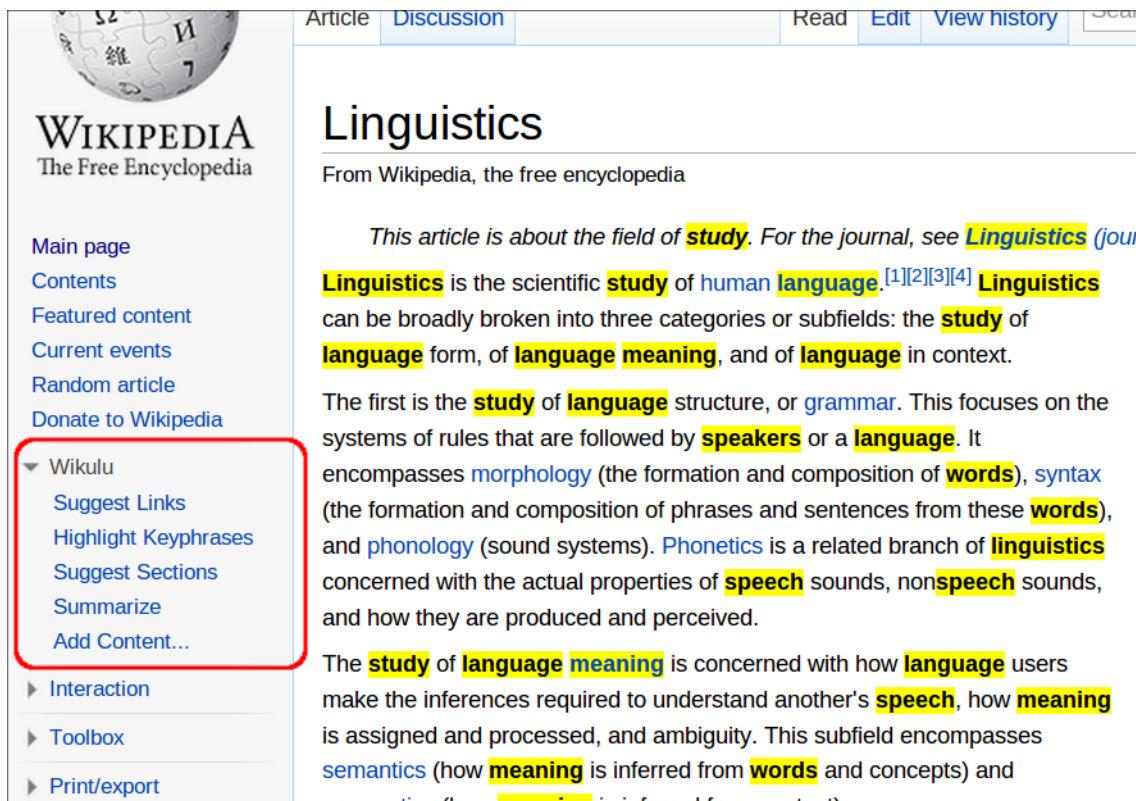 Article Discussion Read Edit View history
WIKIPEDIA
The Free Encyclopedia
Main page
Contents
Featured content
Current events
Random article
Donate to Wikipedia
Wikulu
Suggest Links
Highlight Keyphrases
Suggest Sections
Summarize
Add Content...
Interaction
Toolbox
Print/export
Linguistics
From Wikipedia, the free encyclopedia
This article is about the field of study. For the journal, see Linguistics (jour
Linguistics is the scientific study of human language.[1][2][3][4] Linguistics
can be broadly broken into three categories or subfields: the study of
language form, of language meaning, and of language in context.
The first is the study of language structure, or grammar. This focuses on the
systems of rules that are followed by speakers or a language. It
encompasses morphology (the formation and composition of words), syntax
(the formation and composition of phrases and sentences from these words),
and phonology (sound systems). Phonetics is a related branch of linguistics
concerned with the actual properties of speech sounds, nonspeech sounds,
and how they are produced and perceived.
The study of language meaning is concerned with how language users
make the inferences required to understand another's speech, how meaning
is assigned and processed, and ambiguity. This subfield encompasses
semantics (how meaning is inferred from words and concepts) and